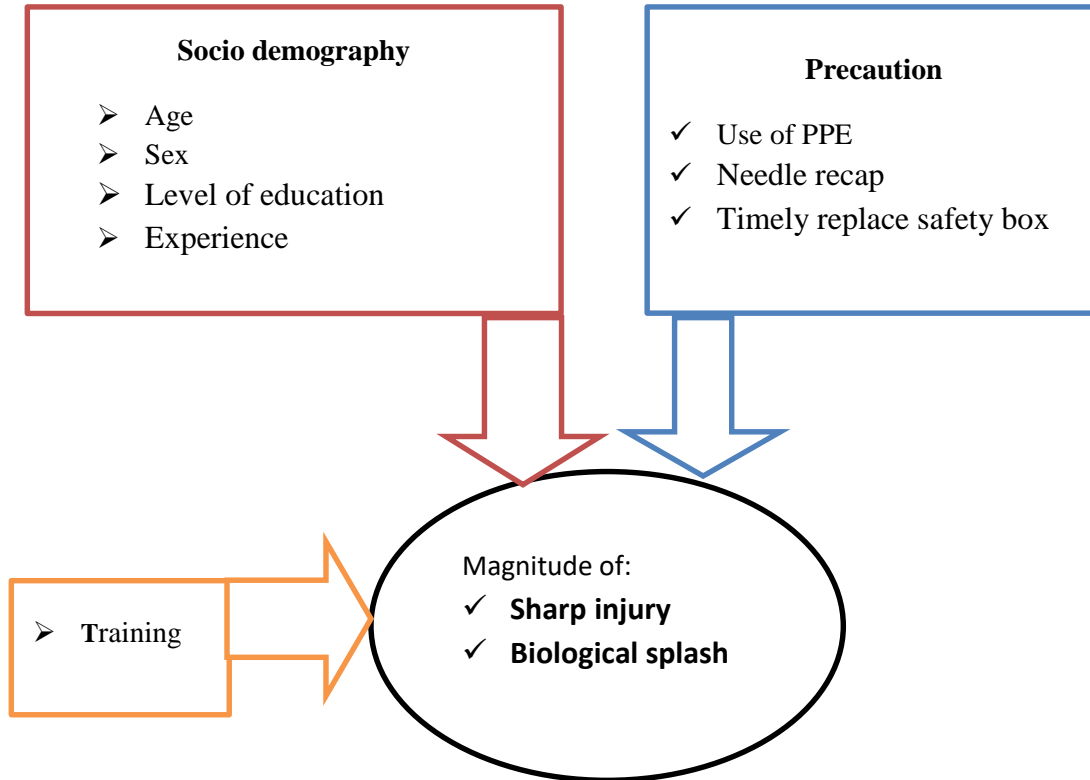 Socio demography
➢ Age
➢ Sex
➢ Level of education
➢ Experience
Precaution
✓ Use of PPE
✓ Needle recap
✓ Timely replace safety box
➢ Training
Magnitude of:
✓ Sharp injury
✓ Biological splash